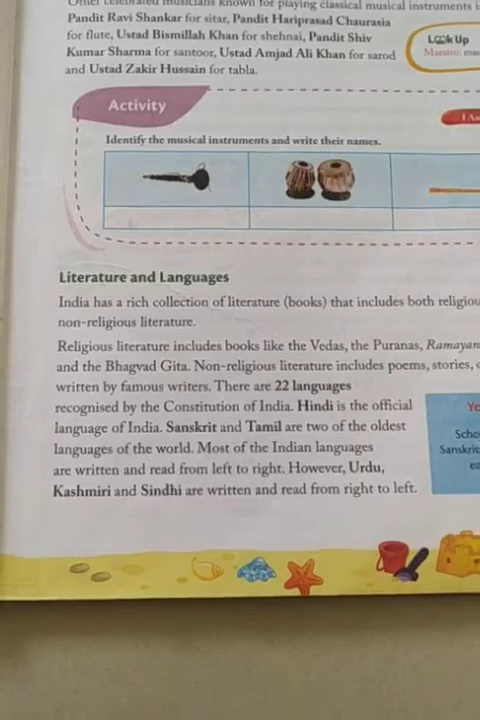 Other celebrated musicians known for playing classical musical instruments
Pandit Ravi Shankar for sitar, Pandit Hariprasad Chaurasia
for flute, Ustad Bismillah Khan for shehnai, Pandit Shiv
Kumar Sharma for santoor, Ustad Amjad Ali Khan for sarod
and Ustad Zakir Hussain for tabla.
Look Up
Maestro:
Activity
Identify the musical instruments and write their names.
Literature and Languages
India has a rich collection of literature (books) that includes both
non-religious literature.
Religious literature includes books like the Vedas, the Puranas,
and the Bhagvad Gita. Non-religious literature includes poems, stories,
written by famous writers. There are 22 languages
recognised by the Constitution of India. Hindi is the official
language of India. Sanskrit and Tamil are two of the oldest
languages of the world. Most of the Indian languages
are written and read from left to right. However, Urdu,
Kashmiri and Sindhi are written and read from right to left.
Sanskrit